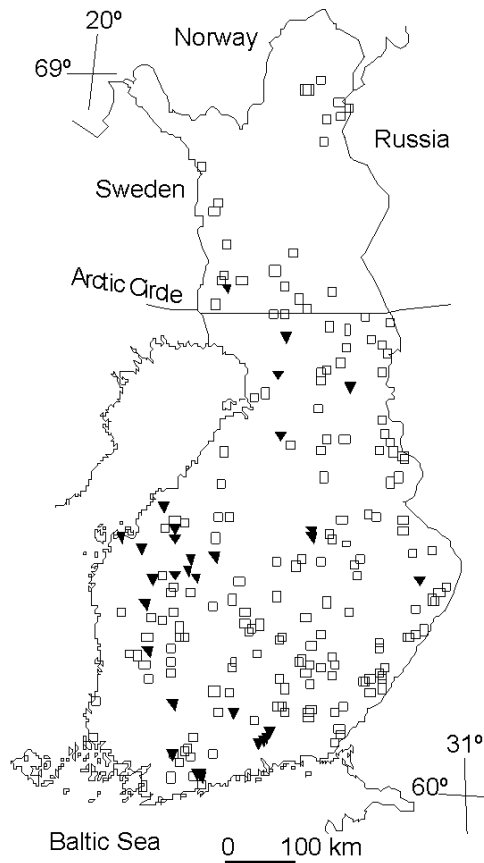 20º
Norway
69º
Russia
Sweden
Arctic Circle
31º
60º
Baltic Sea
0 100 km